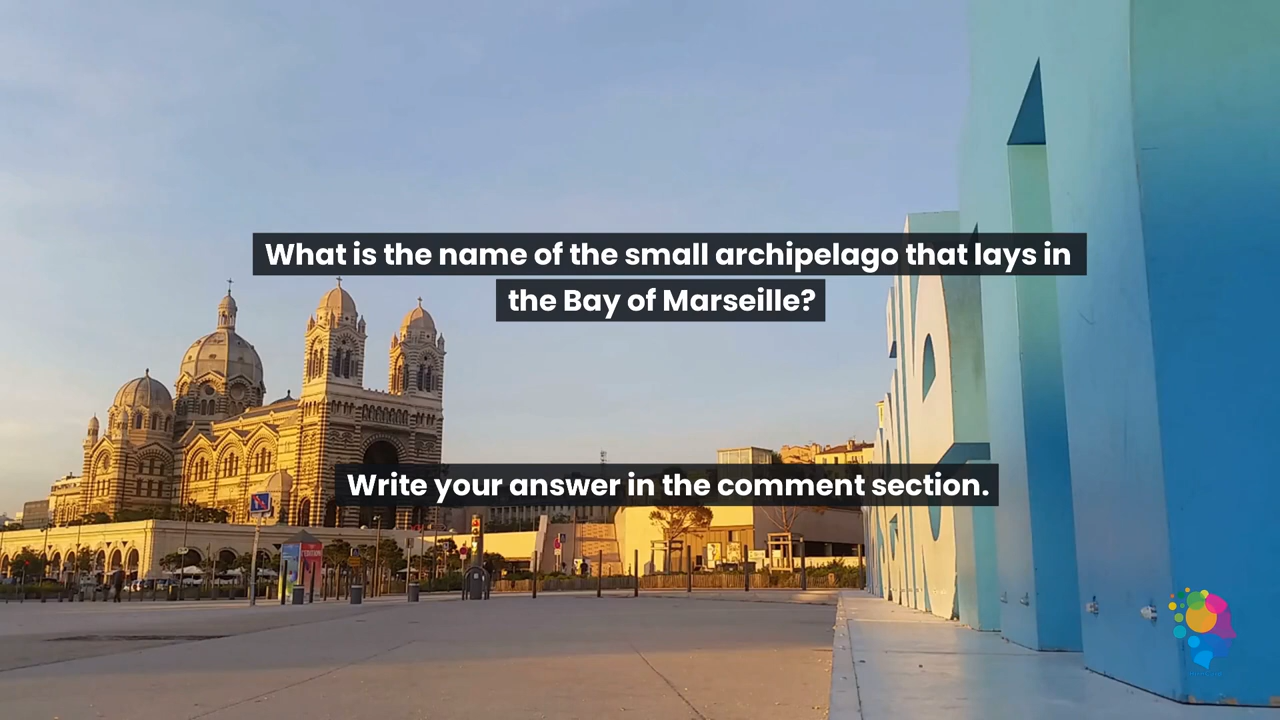 What is the name of the small archipelago that lays in
the Bay of Marseille?
Write your answer in the comment section.